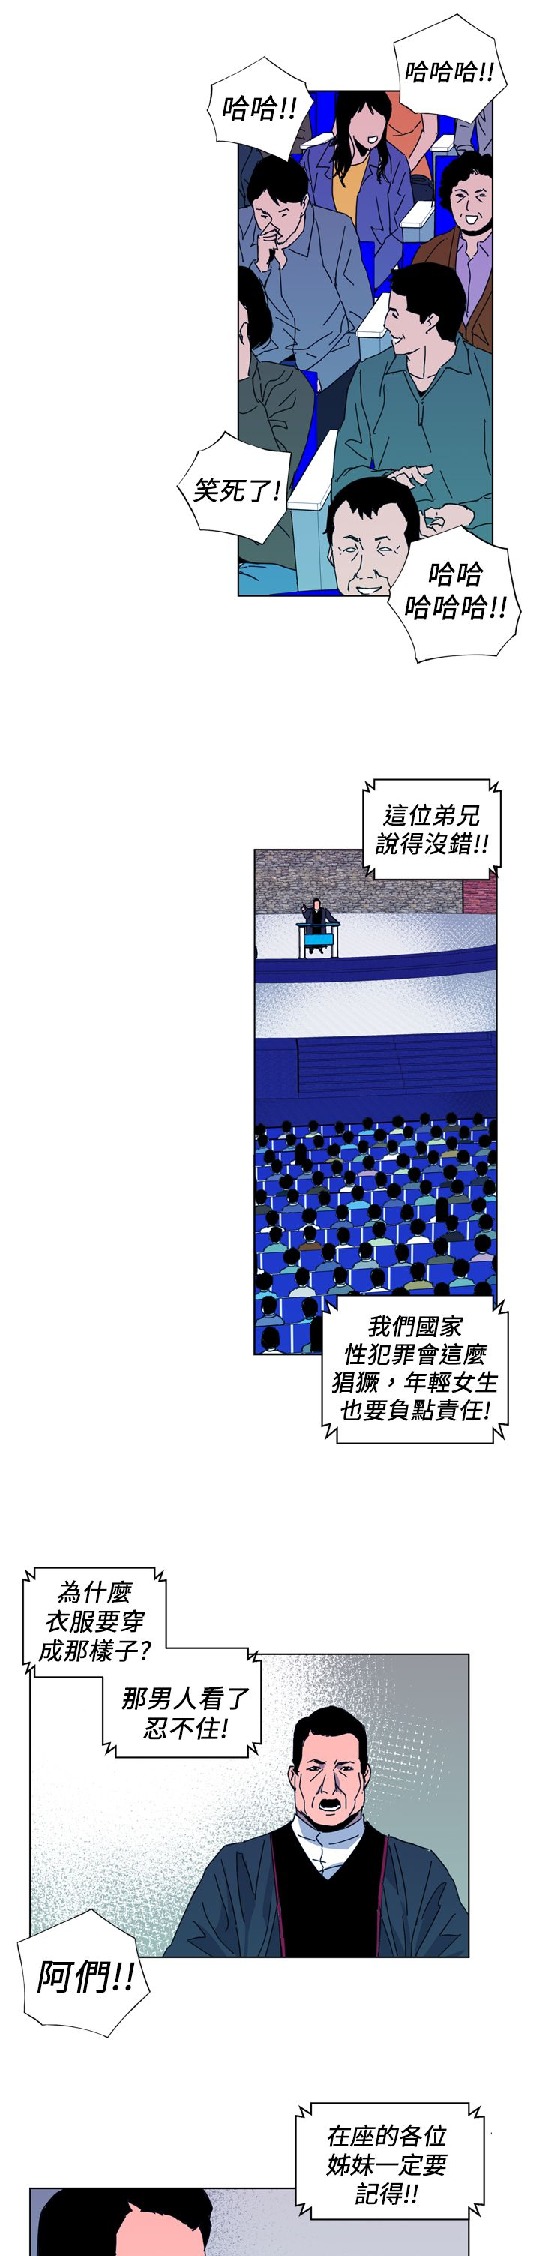 哈哈哈!!
哈哈!!
笑死了!
哈哈
哈哈哈!!
這位弟兄
說得沒錯!!
我們國家
性犯罪會這麼
猖獗，年輕女生
也要負點責任!
為什麼
衣服要穿
成那樣子?
那男人看了
忍不住!
阿們!!
在座的各位
姊妹一定要
記得!!